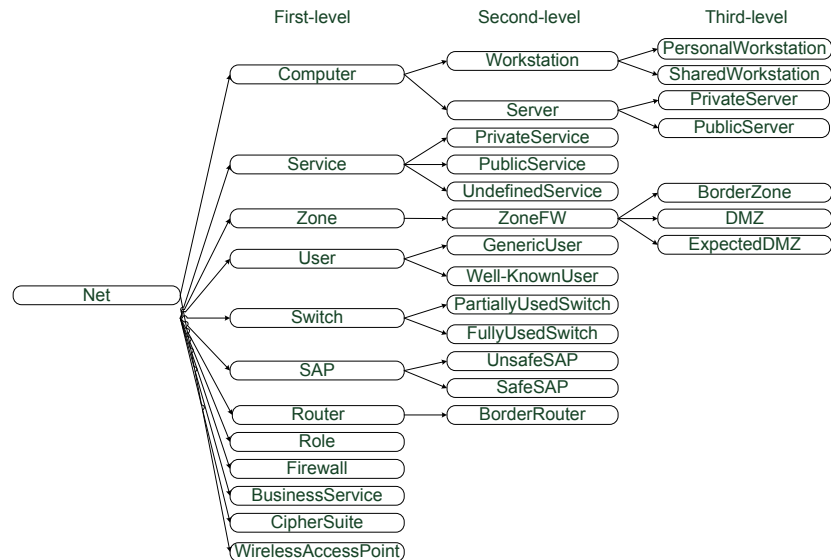 First-level Second-level Third-level
PersonalWorkstation
Workstation
Computer
SharedWorkstation
PrivateServer
Server
PublicServer
PrivateService
Service
PublicService
UndefinedService
BorderZone
Zone ZoneFW DMZ
ExpectedDMZ
GenericUser
User
Well-KnownUser
Net
PartiallyUsedSwitch
Switch
FullyUsedSwitch
UnsafeSAP
SAP
SafeSAP
Router BorderRouter
Role
Firewall
BusinessService
CipherSuite
WirelessAccessPoint